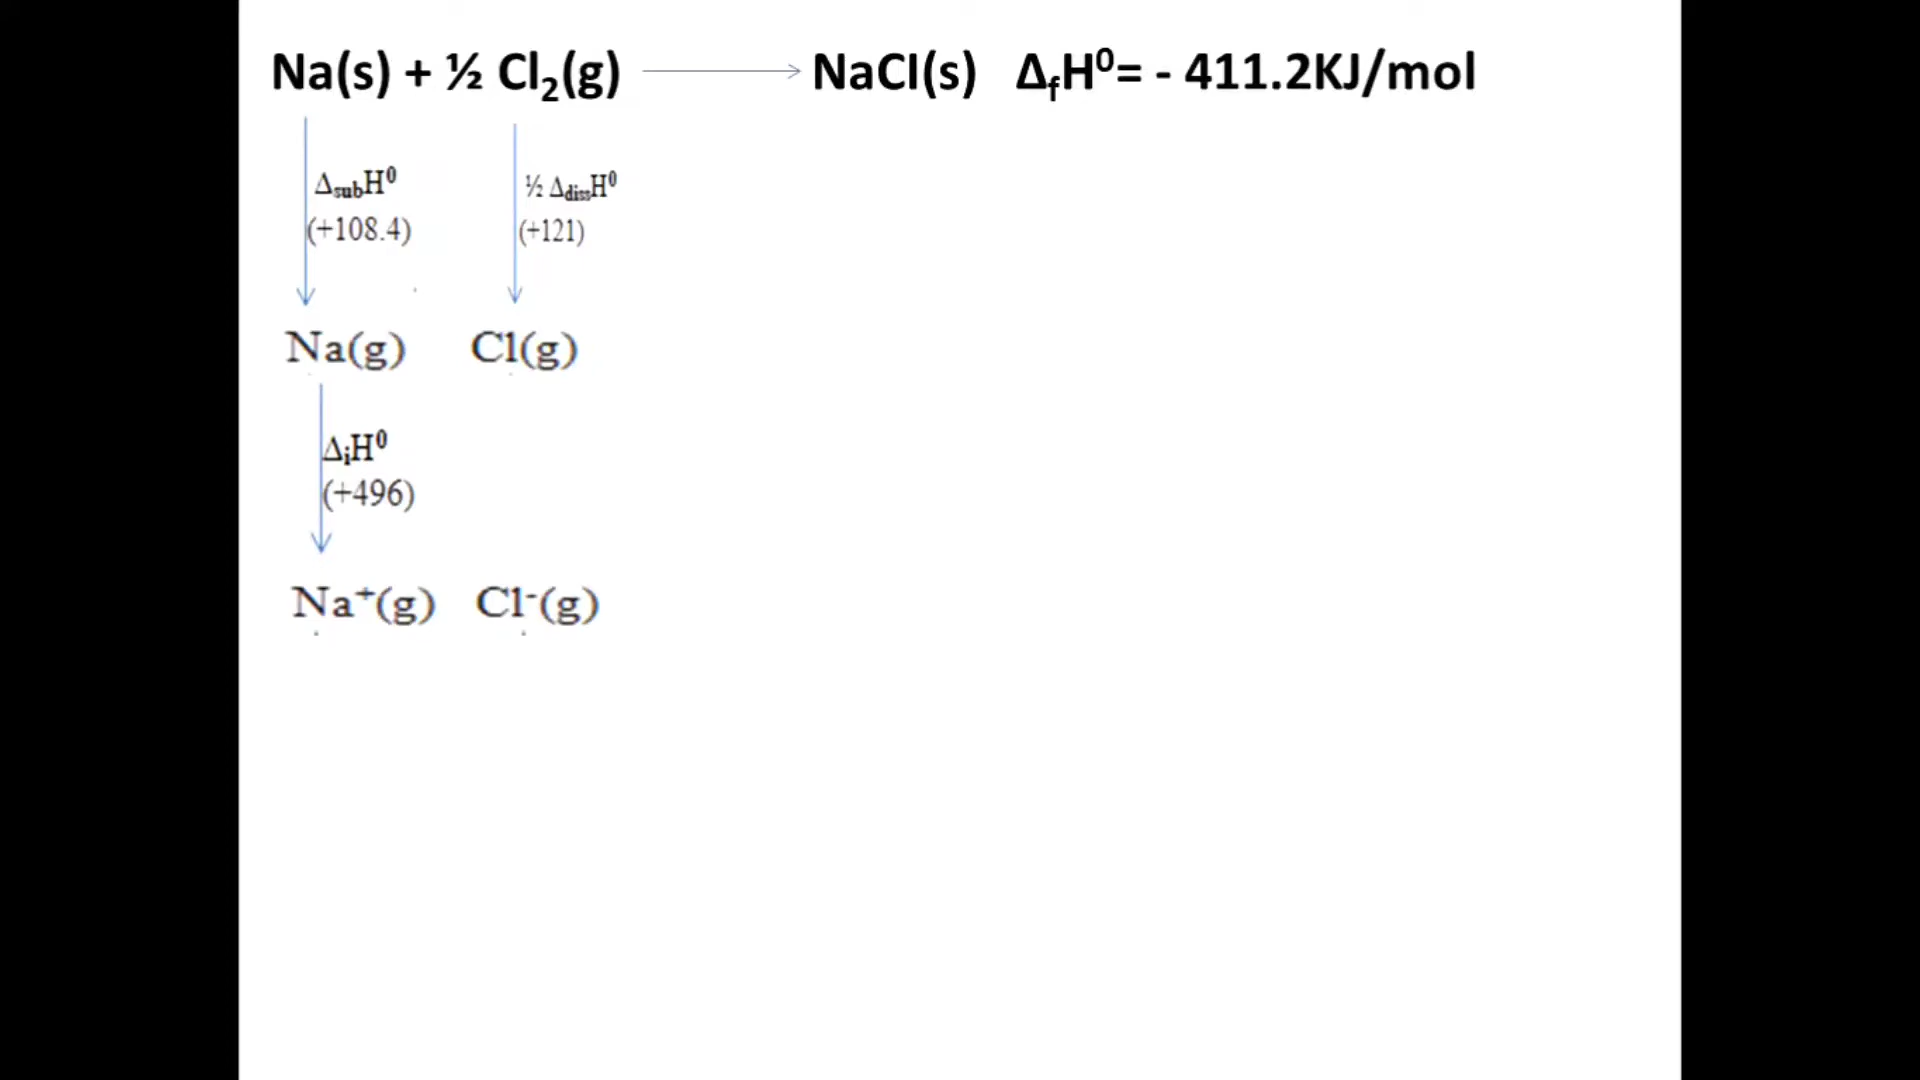 Na(s) + ½ Cl₂(g) → NaCl(s) ΔfH⁰= - 411.2KJ/mol
ΔsubH⁰ ½ ΔdissH⁰
(+108.4) (+121)
Na(g) Cl(g)
ΔiH⁰
(+496)
Na⁺(g) Cl⁻(g)